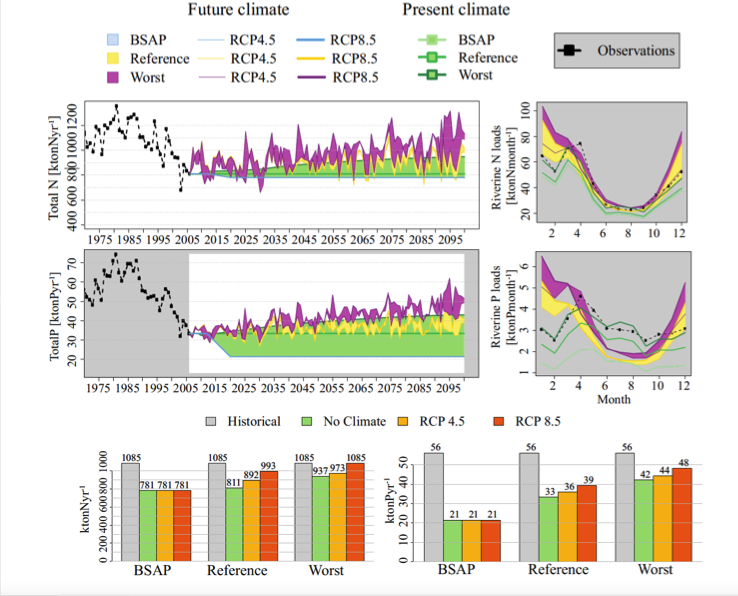 Future climate Present climate
BSAP RCP4.5 RCP8.5 BSAP
Reference RCP4.5 RCP8.5 Reference
Worst RCP4.5 RCP8.5 Worst
Observations
Total N [ktonNyr⁻¹]
400 600 800 1000 1200
1975 1985 1995 2005 2015 2025 2035 2045 2055 2065 2075 2085 2095
Riverine N loads
[ktonNmonth⁻¹]
20 40 60 80 100
2 4 6 8 10 12
TotalP [ktonPyr⁻¹]
20 30 40 50 60 70
1975 1985 1995 2005 2015 2025 2035 2045 2055 2065 2075 2085 2095
Riverine P loads
[ktonPmonth⁻¹]
1 2 3 4 5 6
2 4 6 8 10 12
Month
Historical No Climate RCP 4.5 RCP 8.5
ktonNyr⁻¹
0 200 400 600 800 1000
1085 781 781 781 1085 811 892 993 1085 937 973 1085
BSAP Reference Worst
ktonPyr⁻¹
0 10 20 30 40 50
56 21 21 21 56 33 36 39 56 42 44 48
BSAP Reference Worst